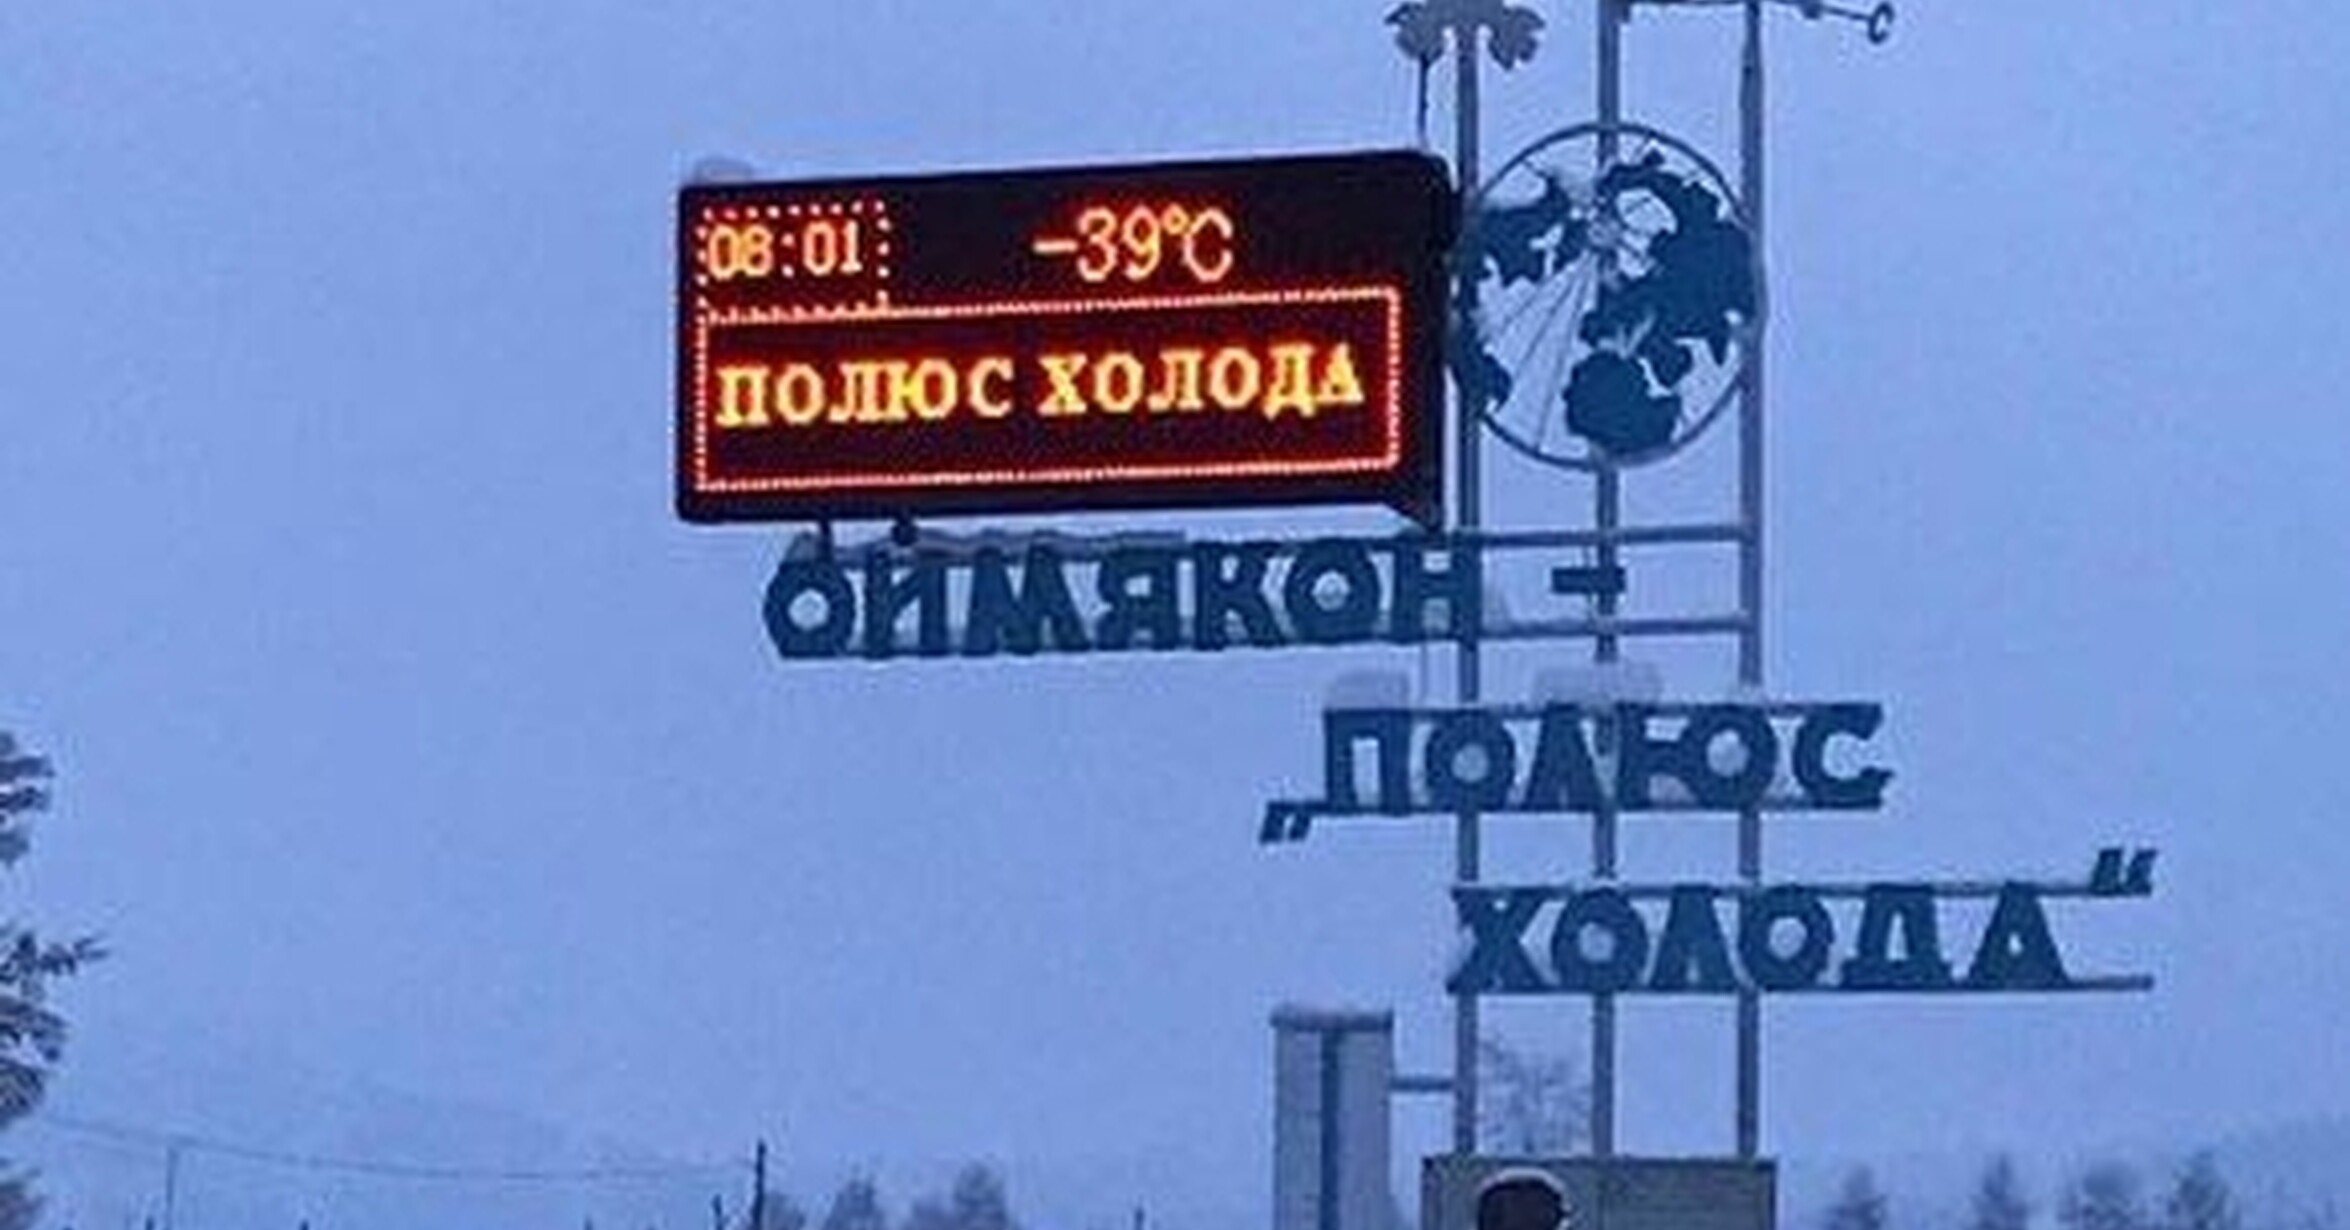 08:01 -39°C
ПОЛЮС ХОЛОДА
ОЙМЯКОН -
„ПОЛЮС
ХОЛОДА“
С